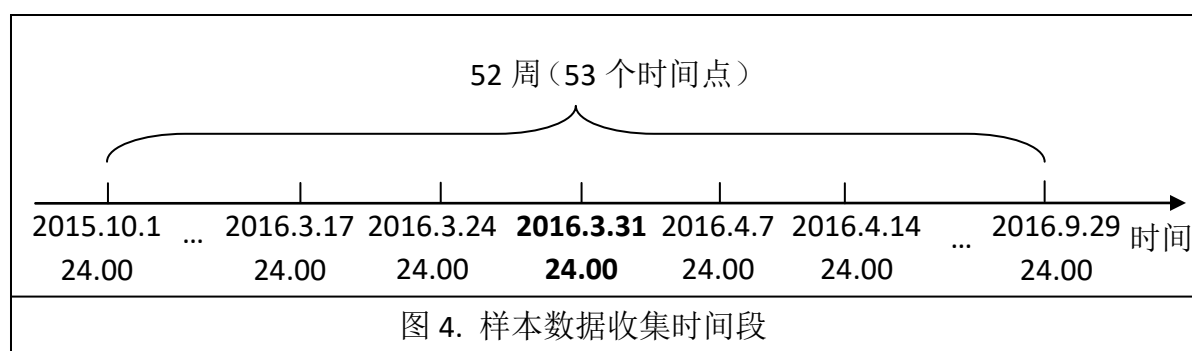 52 周（53 个时间点）
2015.10.1 ... 2016.3.17 2016.3.24 2016.3.31 2016.4.7 2016.4.14 ... 2016.9.29 时间
24.00 24.00 24.00 24.00 24.00 24.00 24.00
图 4. 样本数据收集时间段